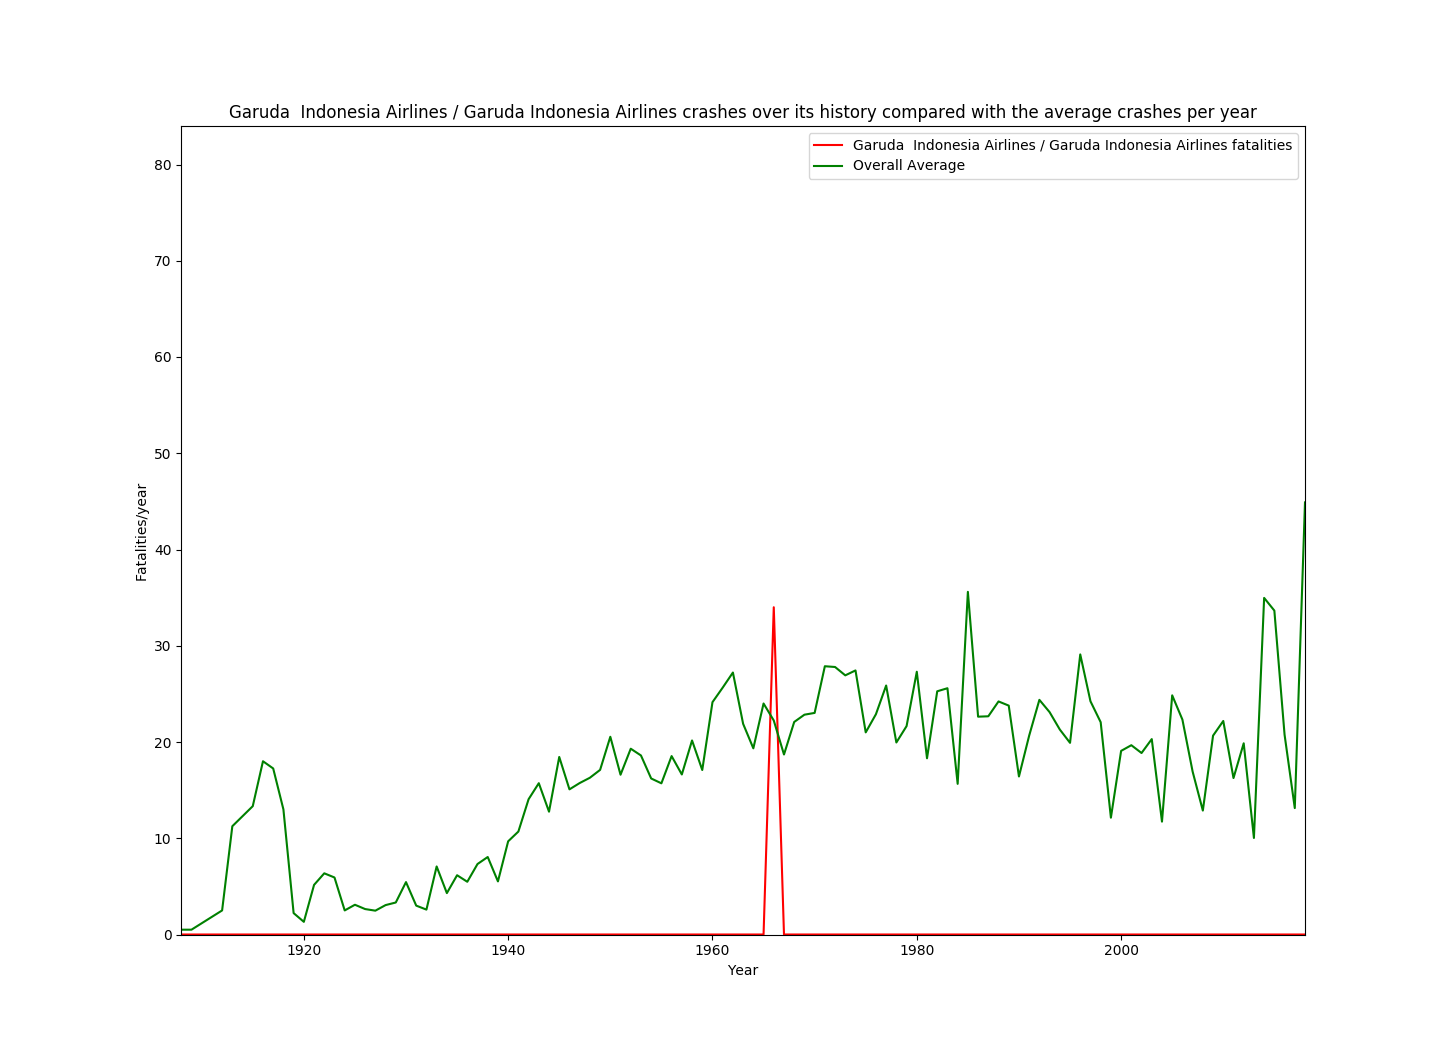 Garuda  Indonesia Airlines / Garuda Indonesia Airlines crashes over its history compared with the average crashes per year
Garuda  Indonesia Airlines / Garuda Indonesia Airlines fatalities
Overall Average
80
70
60
50
40
30
20
10
0
Fatalities/year
1920
1940
1960
1980
2000
Year